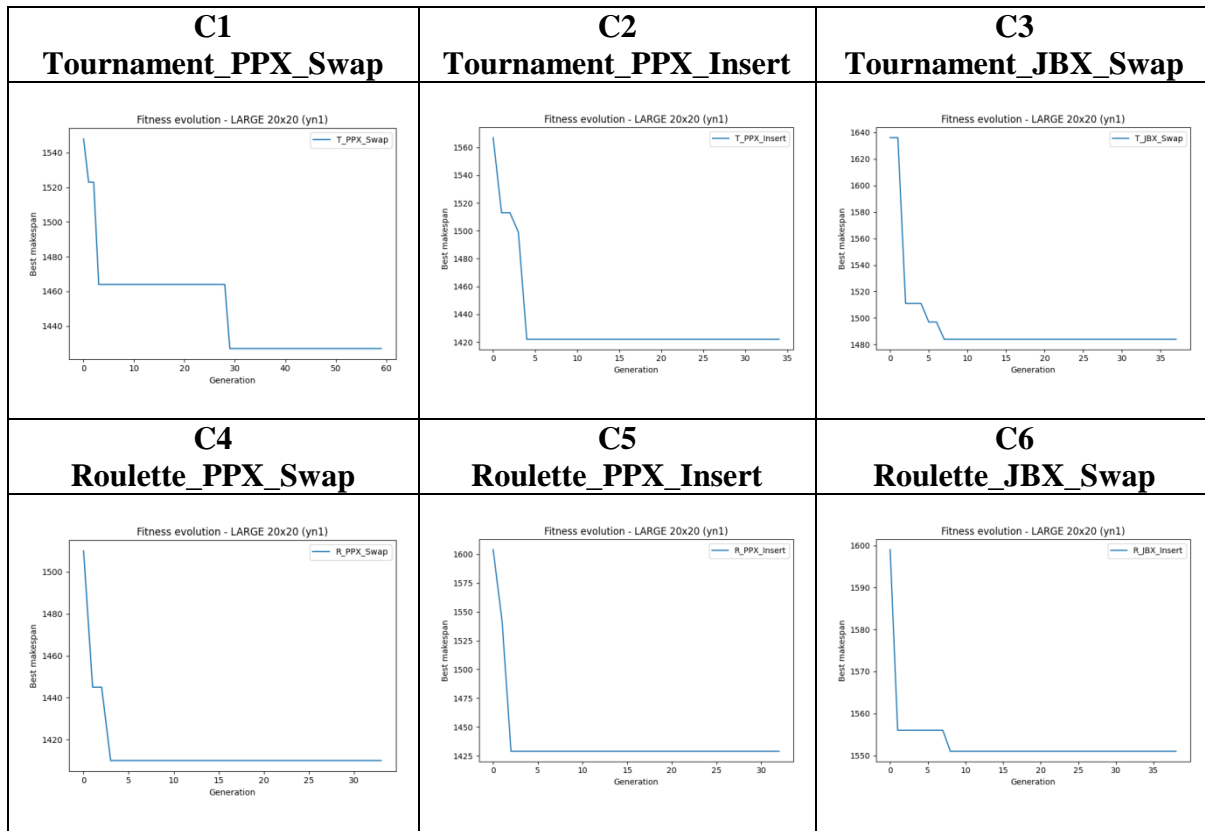 C1
Tournament_PPX_Swap
C2
Tournament_PPX_Insert
C3
Tournament_JBX_Swap
Fitness evolution - LARGE 20x20 (yn1)
T_PPX_Swap
1540
1520
1500
1480
1460
1440
Best makespan
0 10 20 30 40 50 60
Generation
Fitness evolution - LARGE 20x20 (yn1)
T_PPX_Insert
1560
1540
1520
1500
1480
1460
1440
1420
Best makespan
0 5 10 15 20 25 30 35
Generation
Fitness evolution - LARGE 20x20 (yn1)
T_JBX_Swap
1640
1620
1600
1580
1560
1540
1520
1500
1480
Best makespan
0 5 10 15 20 25 30 35
Generation
C4
Roulette_PPX_Swap
C5
Roulette_PPX_Insert
C6
Roulette_JBX_Swap
Fitness evolution - LARGE 20x20 (yn1)
R_PPX_Swap
1500
1480
1460
1440
1420
Best makespan
0 5 10 15 20 25 30
Generation
Fitness evolution - LARGE 20x20 (yn1)
R_PPX_Insert
1600
1575
1550
1525
1500
1475
1450
1425
Best makespan
0 5 10 15 20 25 30
Generation
Fitness evolution - LARGE 20x20 (yn1)
R_JBX_Insert
1600
1590
1580
1570
1560
1550
Best makespan
0 5 10 15 20 25 30 35
Generation